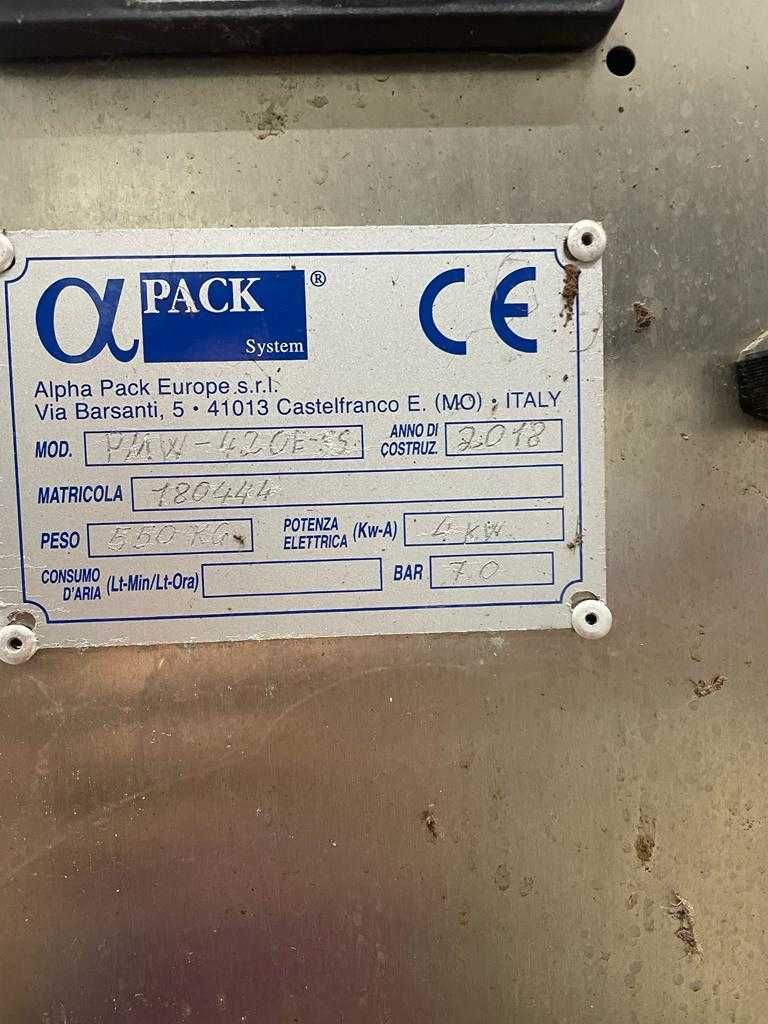 α PACK ®
System
CE
Alpha Pack Europe s.r.l.
Via Barsanti, 5 • 41013 Castelfranco E. (MO) • ITALY
MOD. PMW-420E-SS ANNO DI COSTRUZ. 2018
MATRICOLA 180444
PESO 550 KG POTENZA ELETTRICA (Kw-A) 4 KW
CONSUMO D'ARIA (Lt-Min/Lt-Ora) BAR 7.0